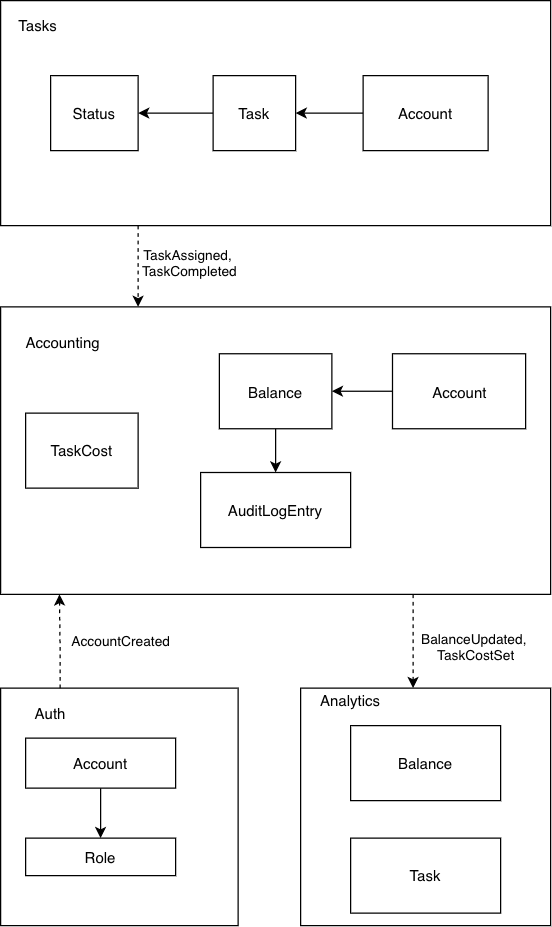 Tasks
Status
Task
Account
TaskAssigned,
TaskCompleted
Accounting
Balance
Account
TaskCost
AuditLogEntry
AccountCreated
BalanceUpdated,
TaskCostSet
Auth
Account
Role
Analytics
Balance
Task